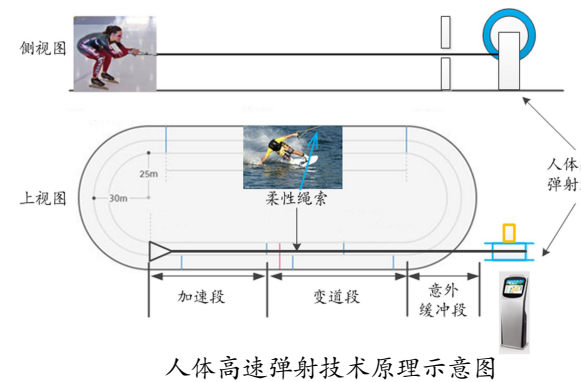 侧视图
人体
弹射
上视图
25m
30m
柔性绳索
加速段
变道段
意外
缓冲段
人体高速弹射技术原理示意图